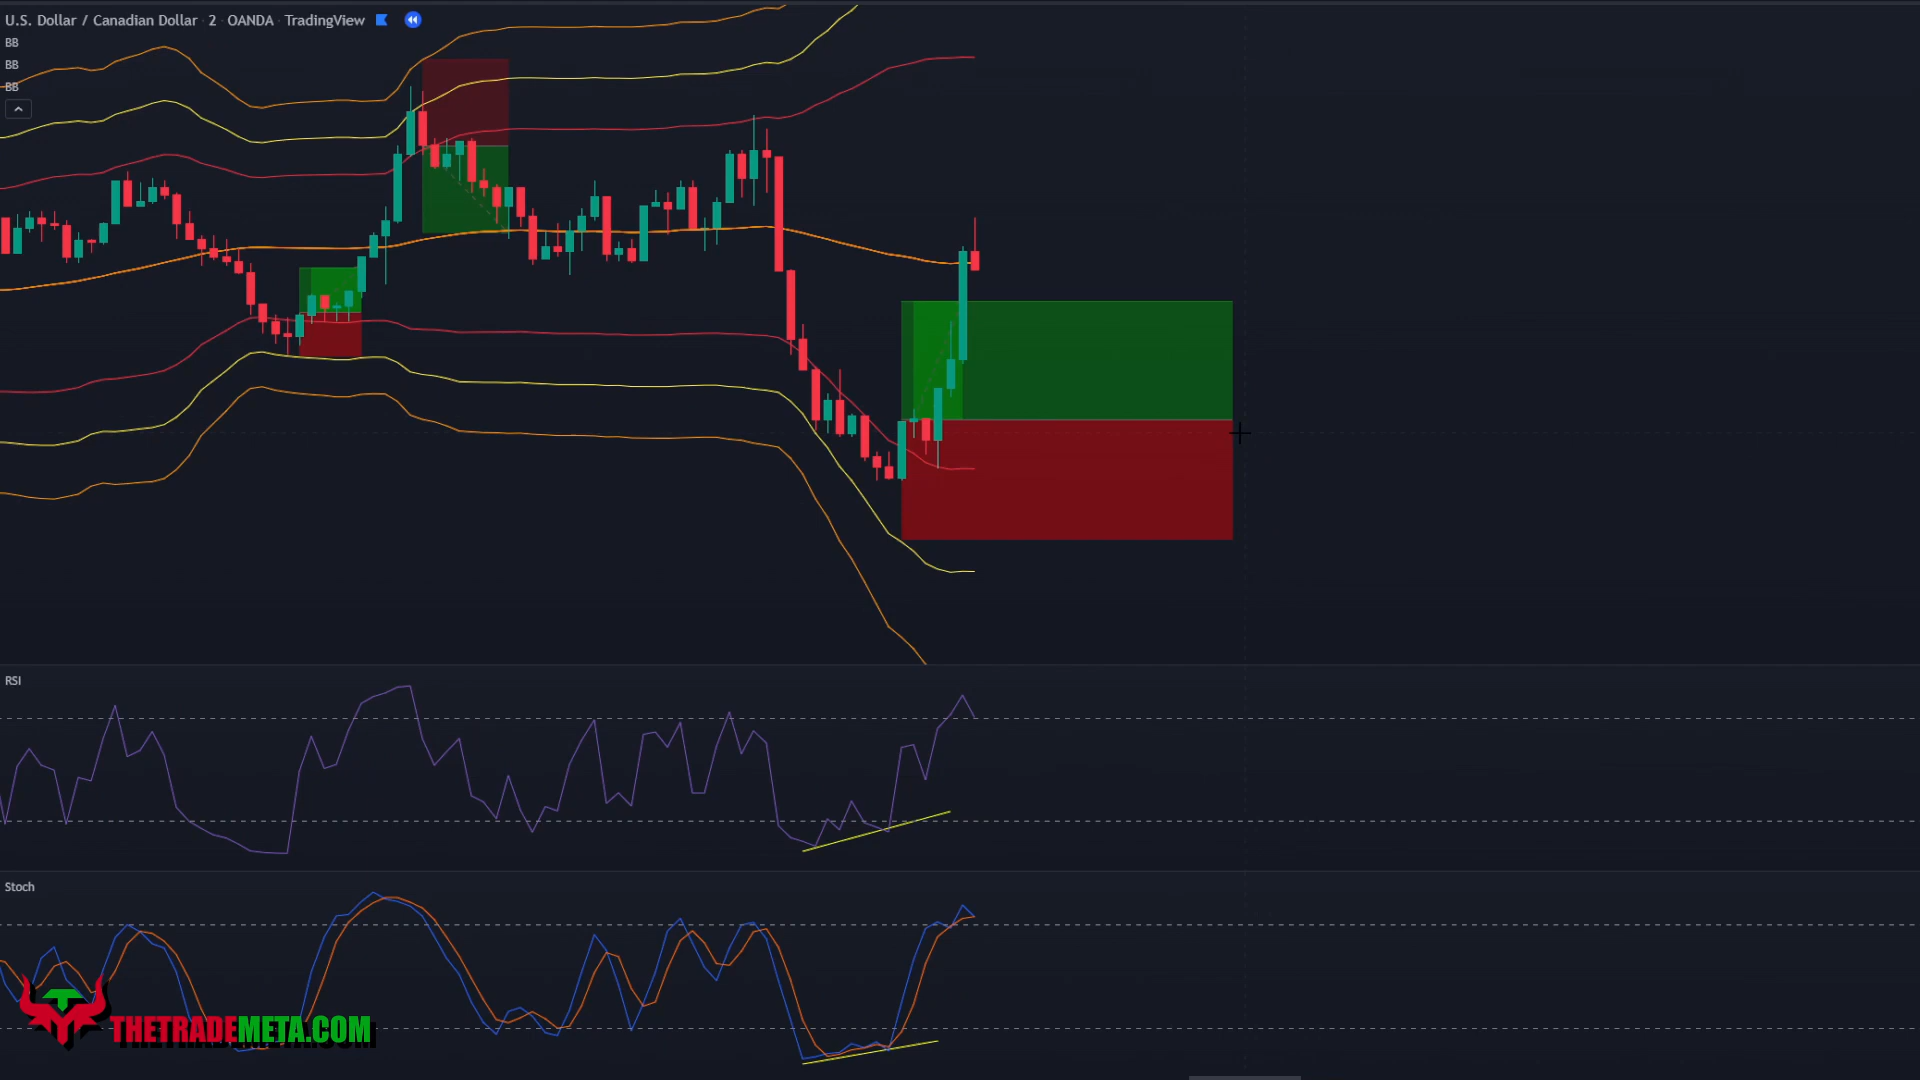 U.S. Dollar / Canadian Dollar · 2 · OANDA · TradingView
BB
BB
BB
RSI
Stoch
THETRADEMETA.COM